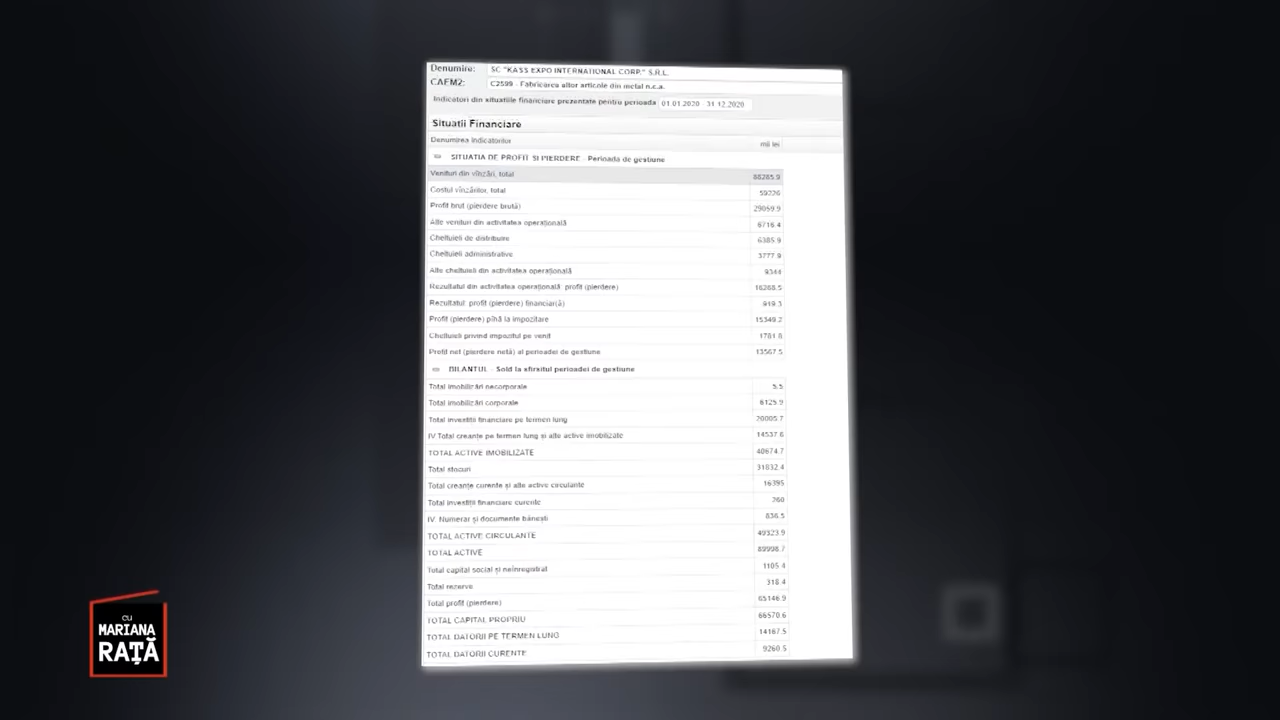 Denumire: SC "KASS EXPO INTERNATIONAL CORP." S.R.L.
CAEM2: C2599 - Fabricarea altor articole din metal n.c.a.
Indicatori din situatiile financiare prezentate pentru perioada 01.01.2020 - 31.12.2020
Situatii Financiare
Denumirea indicatorilor mii lei
SITUATIA DE PROFIT SI PIERDERE - Perioada de gestiune
Venituri din vînzări, total 88285.9
Costul vînzărilor, total 59226
Profit brut (pierdere brută) 29059.9
Alte venituri din activitatea operațională 6716.4
Cheltuieli de distribuire 6385.9
Cheltuieli administrative 3777.9
Alte cheltuieli din activitatea operațională 9344
Rezultatul din activitatea operațională: profit (pierdere) 16268.5
Rezultatul: profit (pierdere) financiar(ă) 919.3
Profit (pierdere) pînă la impozitare 15349.2
Cheltuieli privind impozitul pe venit 1781.8
Profit net (pierdere netă) al perioadei de gestiune 13567.5
BILANTUL - Sold la sfirsitul perioadei de gestiune
Total imobilizări necorporale 5.5
Total imobilizări corporale 6125.9
Total investiții financiare pe termen lung 20005.7
IV.Total creanțe pe termen lung și alte active imobilizate 14537.6
TOTAL ACTIVE IMOBILIZATE 40674.7
Total stocuri 31832.4
Total creanțe curente și alte active circulante 16395
Total investiții financiare curente 260
IV. Numerar și documente bănești 836.5
TOTAL ACTIVE CIRCULANTE 49323.9
TOTAL ACTIVE 89998.7
Total capital social și neînregistrat 1105.4
Total rezerve 318.4
Total profit (pierdere) 65146.9
TOTAL CAPITAL PROPRIU 66570.6
TOTAL DATORII PE TERMEN LUNG 14167.5
TOTAL DATORII CURENTE 9260.5
CU
MARIANA
RAȚĂ